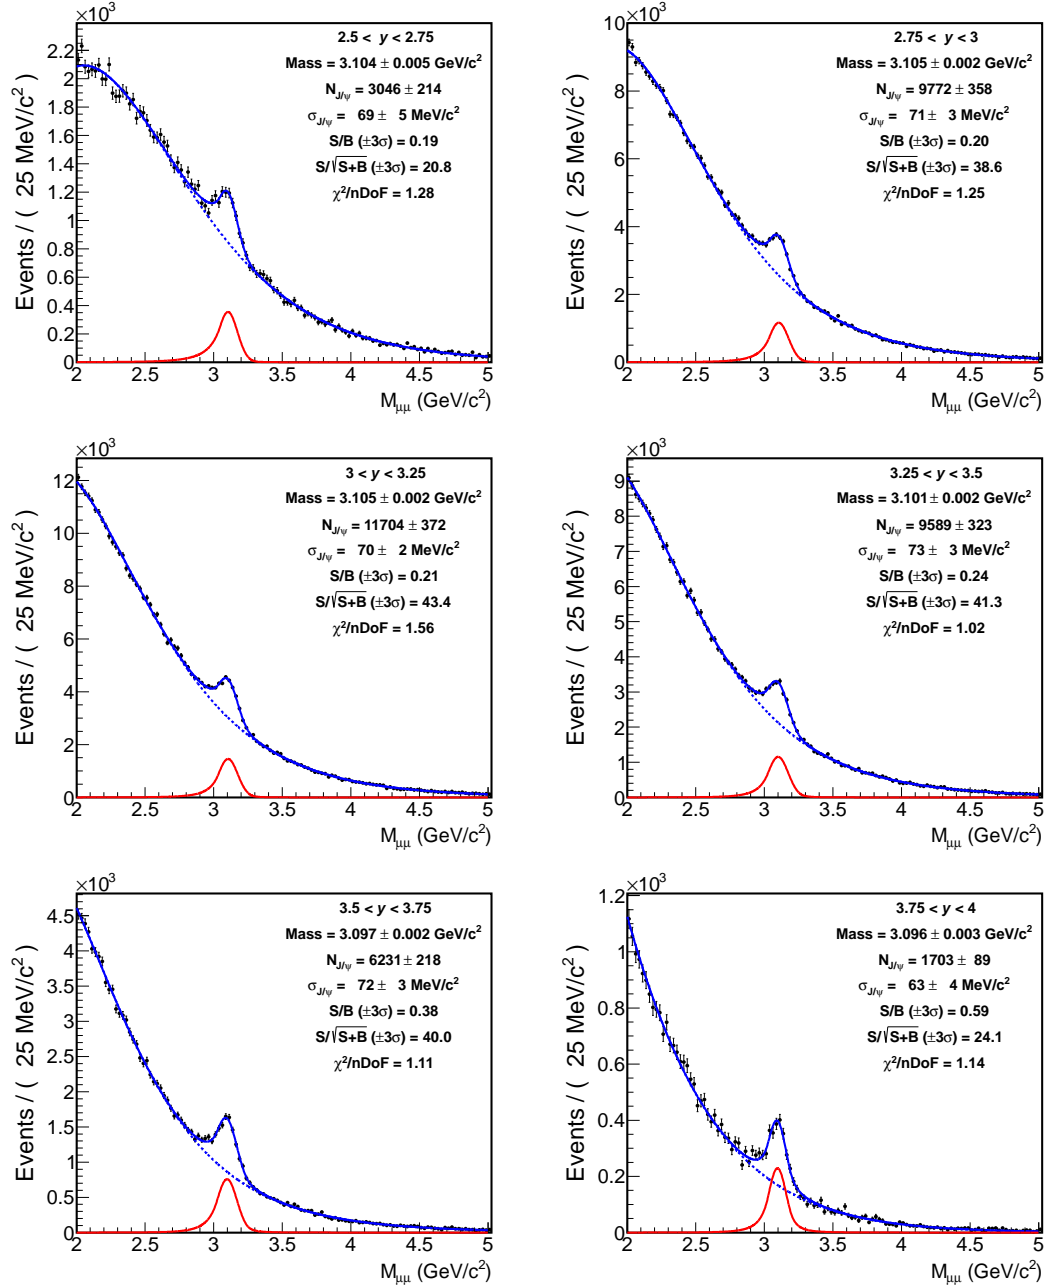 ×10³
2.5 < y < 2.75
Mass = 3.104 ± 0.005 GeV/c²
N_J/ψ = 3046 ± 214
σ_J/ψ = 69 ± 5 MeV/c²
S/B (±3σ) = 0.19
S/√S+B (±3σ) = 20.8
χ²/nDoF = 1.28
Events / ( 25 MeV/c² )
2.2
2
1.8
1.6
1.4
1.2
1
0.8
0.6
0.4
0.2
0
2 2.5 3 3.5 4 4.5 5
M_μμ (GeV/c²)
×10³
2.75 < y < 3
Mass = 3.105 ± 0.002 GeV/c²
N_J/ψ = 9772 ± 358
σ_J/ψ = 71 ± 3 MeV/c²
S/B (±3σ) = 0.20
S/√S+B (±3σ) = 38.6
χ²/nDoF = 1.25
Events / ( 25 MeV/c² )
10
8
6
4
2
0
2 2.5 3 3.5 4 4.5 5
M_μμ (GeV/c²)
×10³
3 < y < 3.25
Mass = 3.105 ± 0.002 GeV/c²
N_J/ψ = 11704 ± 372
σ_J/ψ = 70 ± 2 MeV/c²
S/B (±3σ) = 0.21
S/√S+B (±3σ) = 43.4
χ²/nDoF = 1.56
Events / ( 25 MeV/c² )
12
10
8
6
4
2
0
2 2.5 3 3.5 4 4.5 5
M_μμ (GeV/c²)
×10³
3.25 < y < 3.5
Mass = 3.101 ± 0.002 GeV/c²
N_J/ψ = 9589 ± 323
σ_J/ψ = 73 ± 3 MeV/c²
S/B (±3σ) = 0.24
S/√S+B (±3σ) = 41.3
χ²/nDoF = 1.02
Events / ( 25 MeV/c² )
9
8
7
6
5
4
3
2
1
0
2 2.5 3 3.5 4 4.5 5
M_μμ (GeV/c²)
×10³
3.5 < y < 3.75
Mass = 3.097 ± 0.002 GeV/c²
N_J/ψ = 6231 ± 218
σ_J/ψ = 72 ± 3 MeV/c²
S/B (±3σ) = 0.38
S/√S+B (±3σ) = 40.0
χ²/nDoF = 1.11
Events / ( 25 MeV/c² )
4.5
4
3.5
3
2.5
2
1.5
1
0.5
0
2 2.5 3 3.5 4 4.5 5
M_μμ (GeV/c²)
×10³
3.75 < y < 4
Mass = 3.096 ± 0.003 GeV/c²
N_J/ψ = 1703 ± 89
σ_J/ψ = 63 ± 4 MeV/c²
S/B (±3σ) = 0.59
S/√S+B (±3σ) = 24.1
χ²/nDoF = 1.14
Events / ( 25 MeV/c² )
1.2
1
0.8
0.6
0.4
0.2
0
2 2.5 3 3.5 4 4.5 5
M_μμ (GeV/c²)